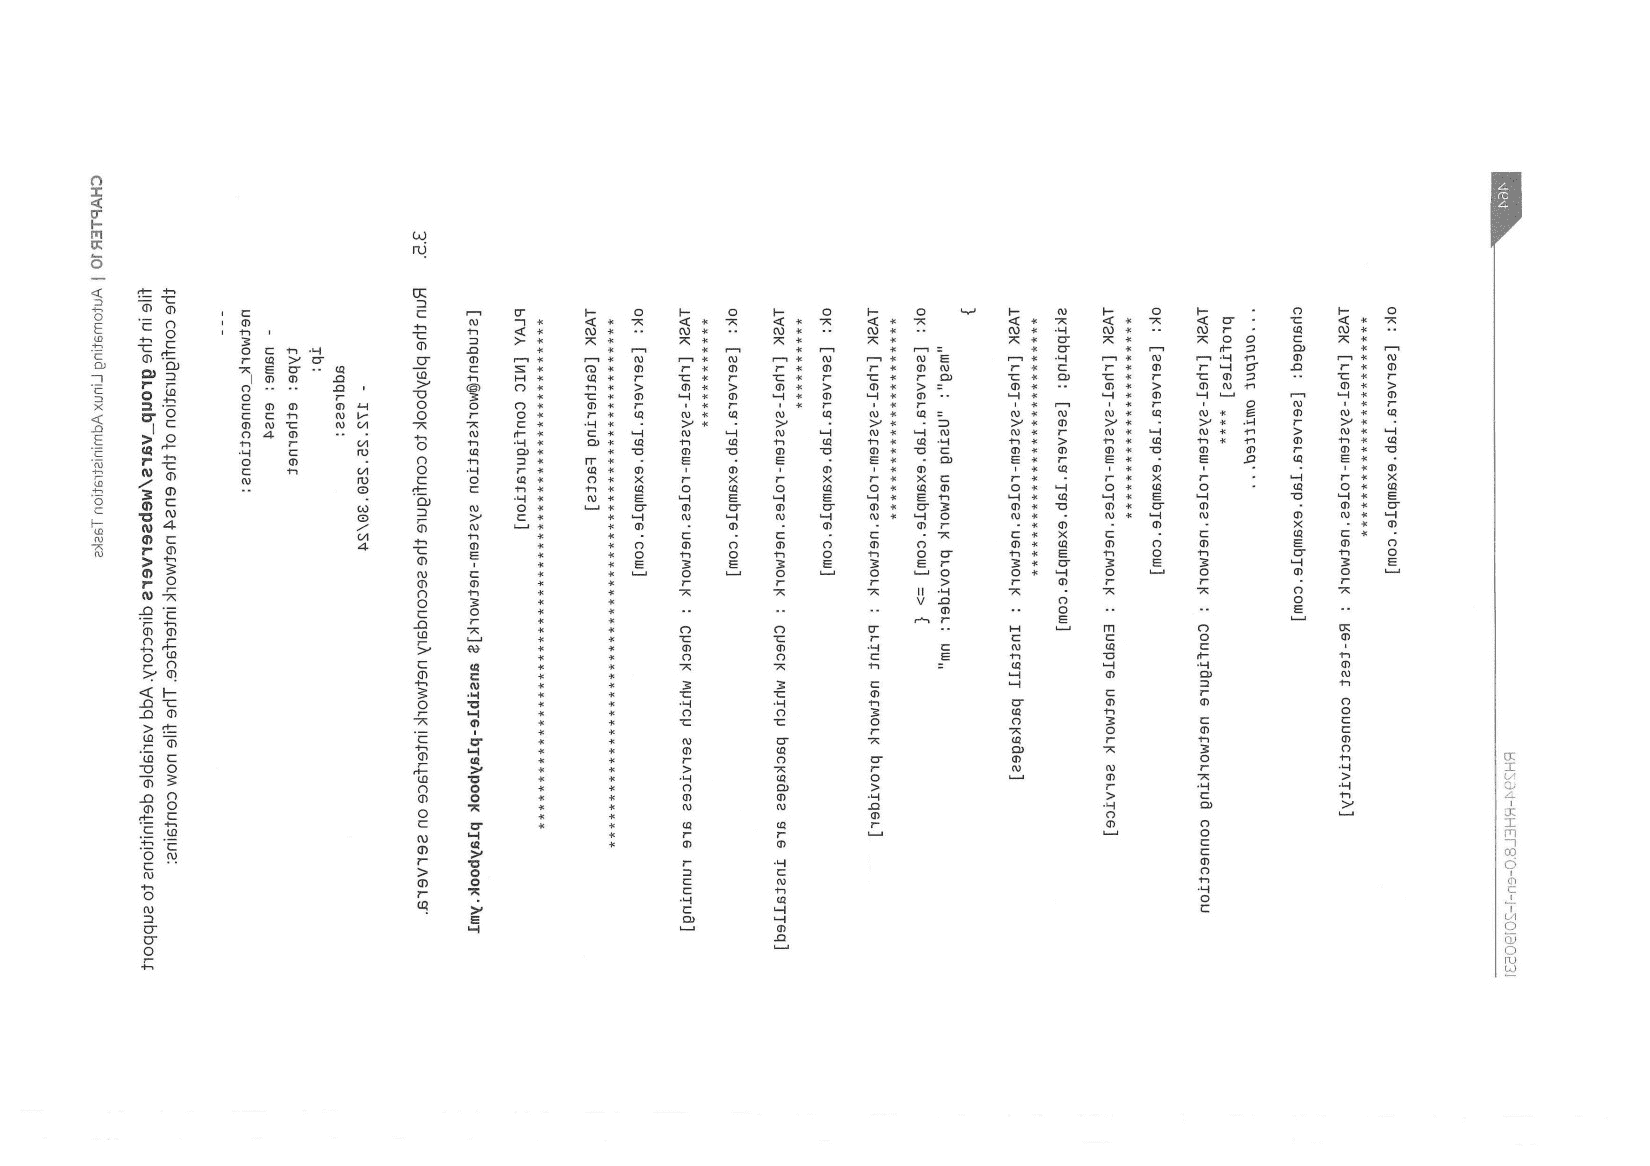 CHAPTER 10 | Automating Linux Administration Tasks
file in the group_vars/webservers directory. Add variable definitions to support
the configuration of the ens4 network interface. The file now contains:
---
network_connections:
  - name: ens4
    type: ethernet
    ip:
      address:
        - 172.25.250.30/24
3.5. Run the playbook to configure the secondary network interface on servera.
[student@workstation system-network]$ ansible-playbook playbook.yml
PLAY [NIC Configuration]
*******************************************************
TASK [Gathering Facts]
*********************************************************
ok: [servera.lab.example.com]
TASK [rhel-system-roles.network : Check which services are running]
************
ok: [servera.lab.example.com]
TASK [rhel-system-roles.network : Check which packages are installed]
**********
ok: [servera.lab.example.com]
TASK [rhel-system-roles.network : Print network provider]
**********************
ok: [servera.lab.example.com] => {
    "msg": "Using network provider: nm"
}
TASK [rhel-system-roles.network : Install packages]
****************************
skipping: [servera.lab.example.com]
TASK [rhel-system-roles.network : Enable network service]
**********************
ok: [servera.lab.example.com]
TASK [rhel-system-roles.network : Configure networking connection
profiles] ****
...output omitted...
changed: [servera.lab.example.com]
TASK [rhel-system-roles.network : Re-test connectivity]
************************
ok: [servera.lab.example.com]
464
RH294-RHEL8.0-en-1-20190531